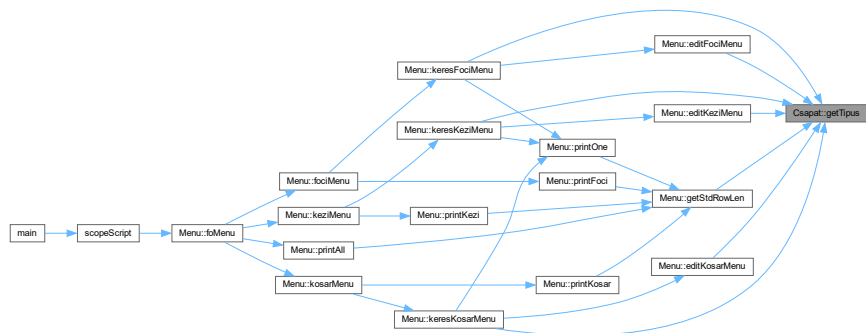 Menu::editFociMenu
Menu::keresFociMenu
Menu::editKeziMenu
Csapat::getTipus
Menu::keresKeziMenu
Menu::printOne
Menu::fociMenu
Menu::printFoci
Menu::getStdRowLen
Menu::keziMenu
Menu::printKezi
main
scopeScript
Menu::foMenu
Menu::printAll
Menu::editKosarMenu
Menu::kosarMenu
Menu::printKosar
Menu::keresKosarMenu